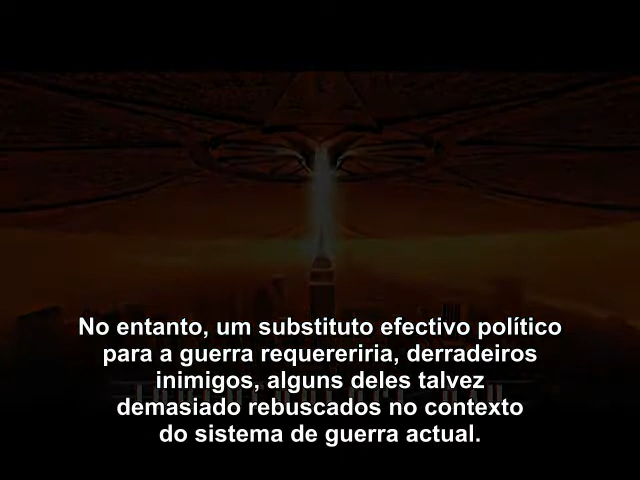 No entanto, um substituto efectivo político
para a guerra requereriria, derradeiros
inimigos, alguns deles talvez
demasiado rebuscados no contexto
do sistema de guerra actual.